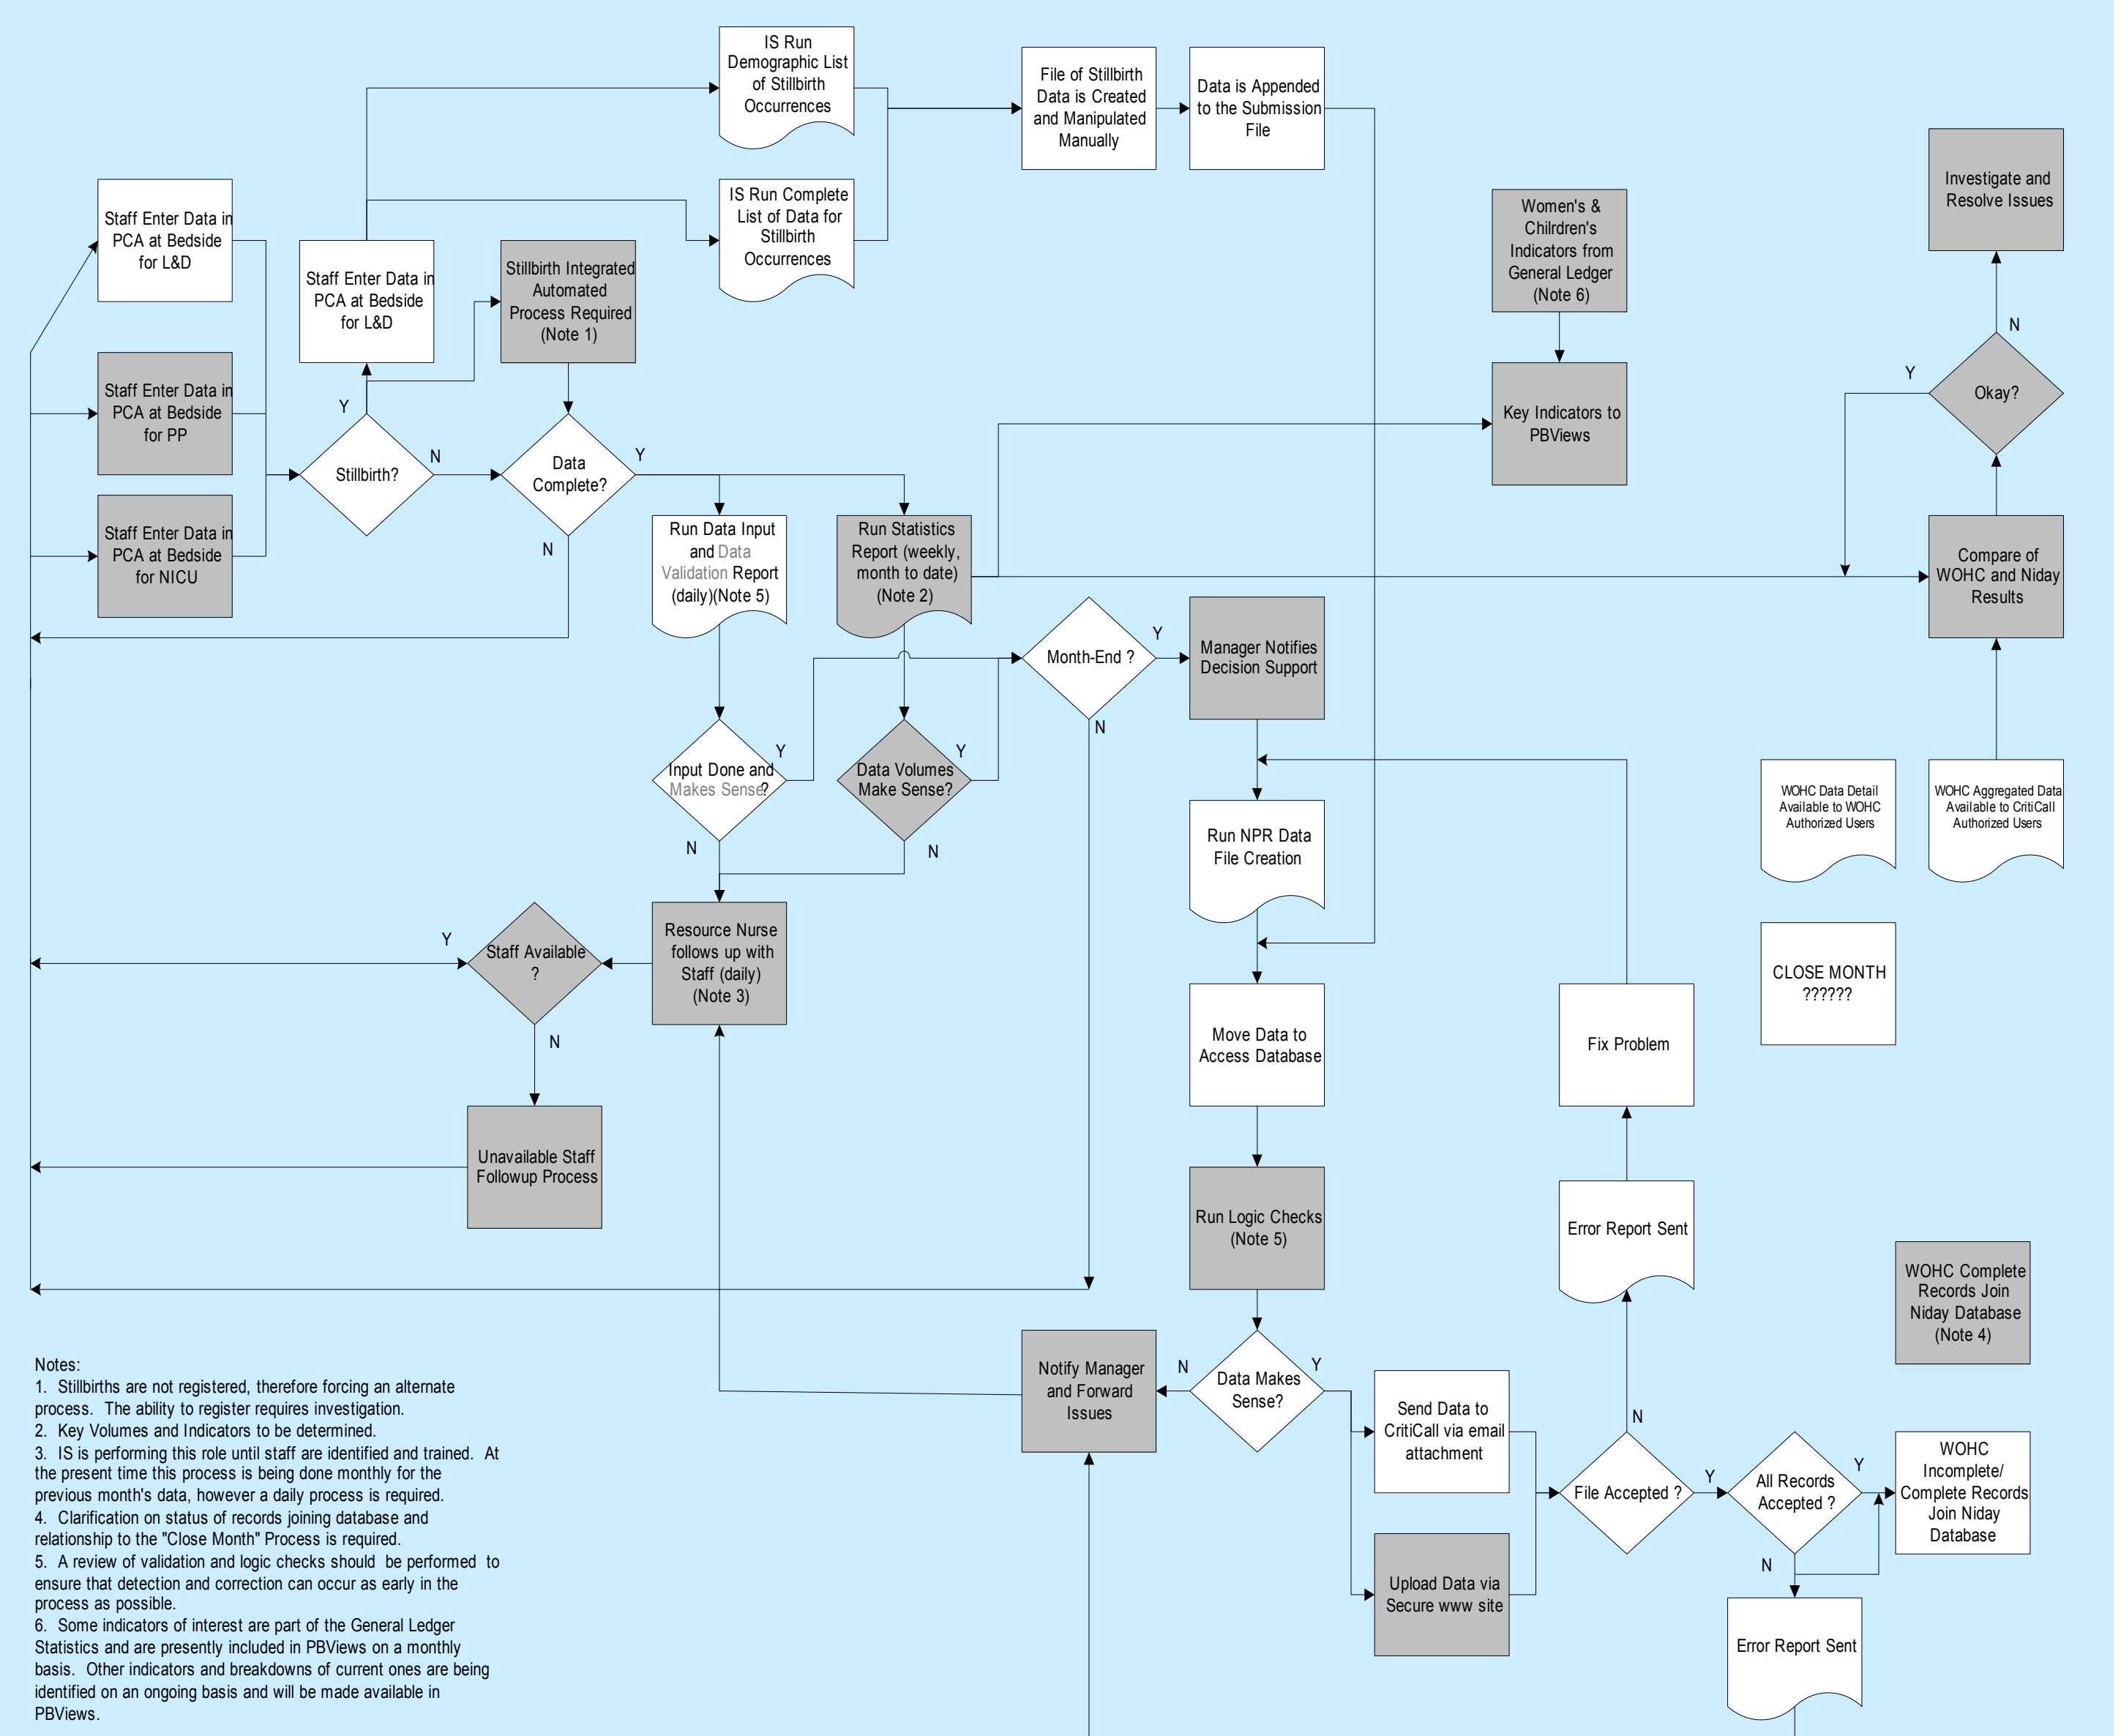 IS Run
Demographic List
of Stillbirth
Occurrences
File of Stillbirth
Data is Created
and Manipulated
Manually
Data is Appended
to the Submission
File
Investigate and
Resolve Issues
Staff Enter Data in
PCA at Bedside
for L&D
IS Run Complete
List of Data for
Stillbirth
Occurrences
Women's &
Chilrdren's
Indicators from
General Ledger
(Note 6)
Staff Enter Data in
PCA at Bedside
for L&D
Stillbirth Integrated
Automated
Process Required
(Note 1)
N
Y
Okay?
Staff Enter Data in
PCA at Bedside
for PP
Y
Key Indicators to
PBViews
Stillbirth?
N
Data
Complete?
Y
N
Staff Enter Data in
PCA at Bedside
for NICU
Run Data Input
and Data
Validation Report
(daily)(Note 5)
Run Statistics
Report (weekly,
month to date)
(Note 2)
Compare of
WOHC and Niday
Results
Month-End ?
Y
N
Manager Notifies
Decision Support
Input Done and
Makes Sense?
Y
N
Data Volumes
Make Sense?
Y
N
WOHC Data Detail
Available to WOHC
Authorized Users
WOHC Aggregated Data
Available to CritiCall
Authorized Users
Run NPR Data
File Creation
Y
Staff Available
?
N
Resource Nurse
follows up with
Staff (daily)
(Note 3)
CLOSE MONTH
??????
Move Data to
Access Database
Fix Problem
Unavailable Staff
Followup Process
Run Logic Checks
(Note 5)
Error Report Sent
WOHC Complete
Records Join
Niday Database
(Note 4)
Notify Manager
and Forward
Issues
N
Data Makes
Sense?
Y
Send Data to
CritiCall via email
attachment
N
File Accepted ?
Y
All Records
Accepted ?
Y
N
WOHC
Incomplete/
Complete Records
Join Niday
Database
Upload Data via
Secure www site
Error Report Sent
Notes:
1. Stillbirths are not registered, therefore forcing an alternate
process. The ability to register requires investigation.
2. Key Volumes and Indicators to be determined.
3. IS is performing this role until staff are identified and trained. At
the present time this process is being done monthly for the
previous month's data, however a daily process is required.
4. Clarification on status of records joining database and
relationship to the "Close Month" Process is required.
5. A review of validation and logic checks should be performed to
ensure that detection and correction can occur as early in the
process as possible.
6. Some indicators of interest are part of the General Ledger
Statistics and are presently included in PBViews on a monthly
basis. Other indicators and breakdowns of current ones are being
identified on an ongoing basis and will be made available in
PBViews.